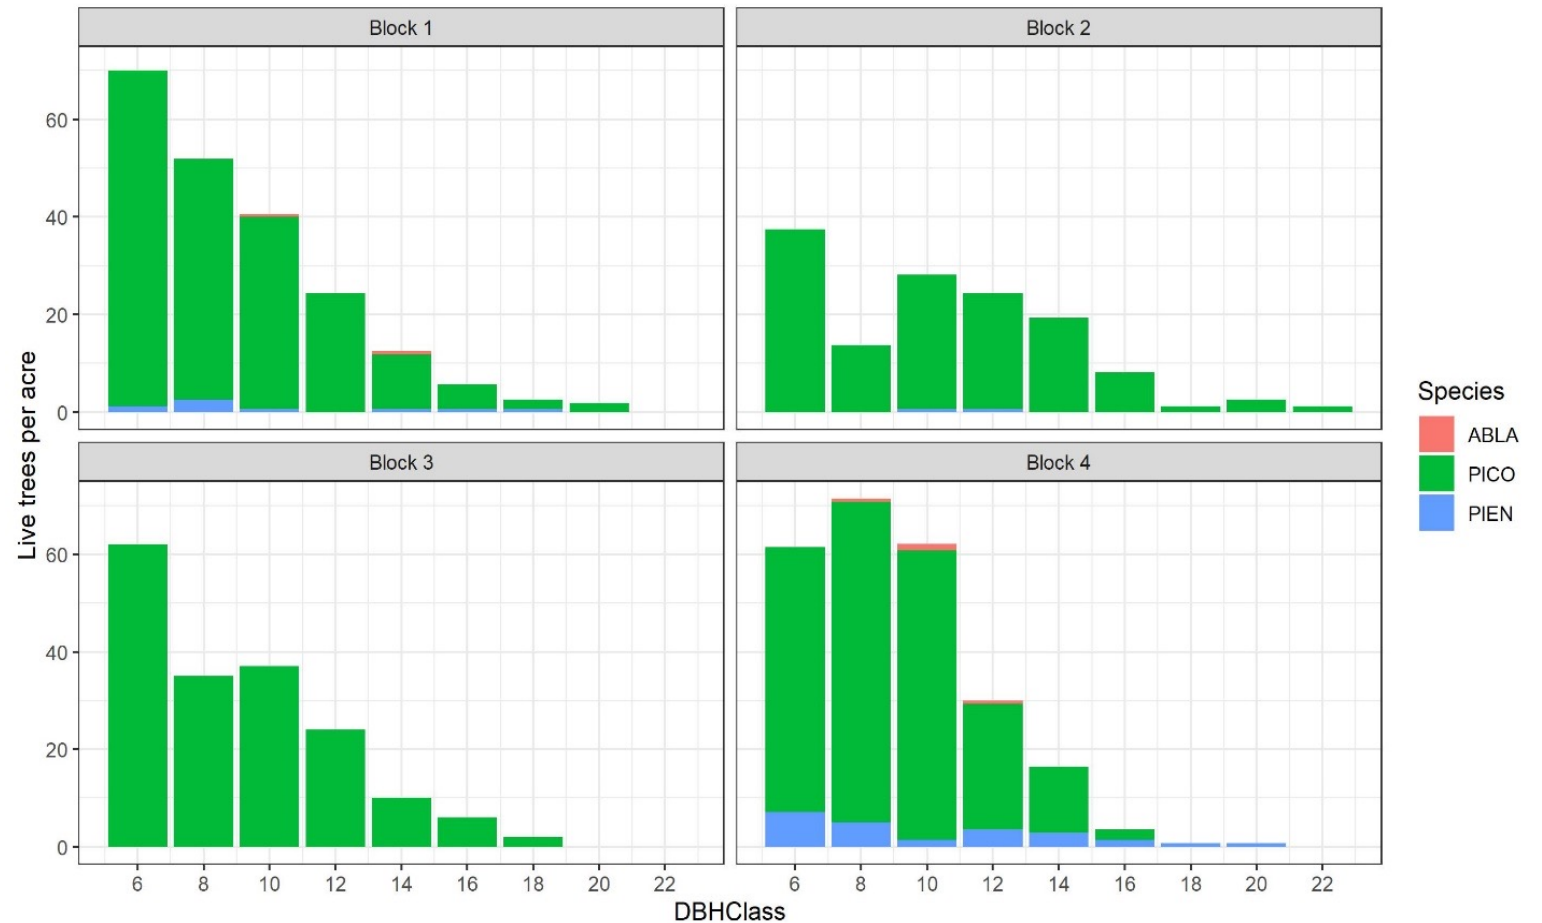 Block 1
Block 2
60
40
20
0
Block 3
Block 4
60
40
20
0
6 8 10 12 14 16 18 20 22
6 8 10 12 14 16 18 20 22
DBHClass
Live trees per acre
Species
ABLA
PICO
PIEN